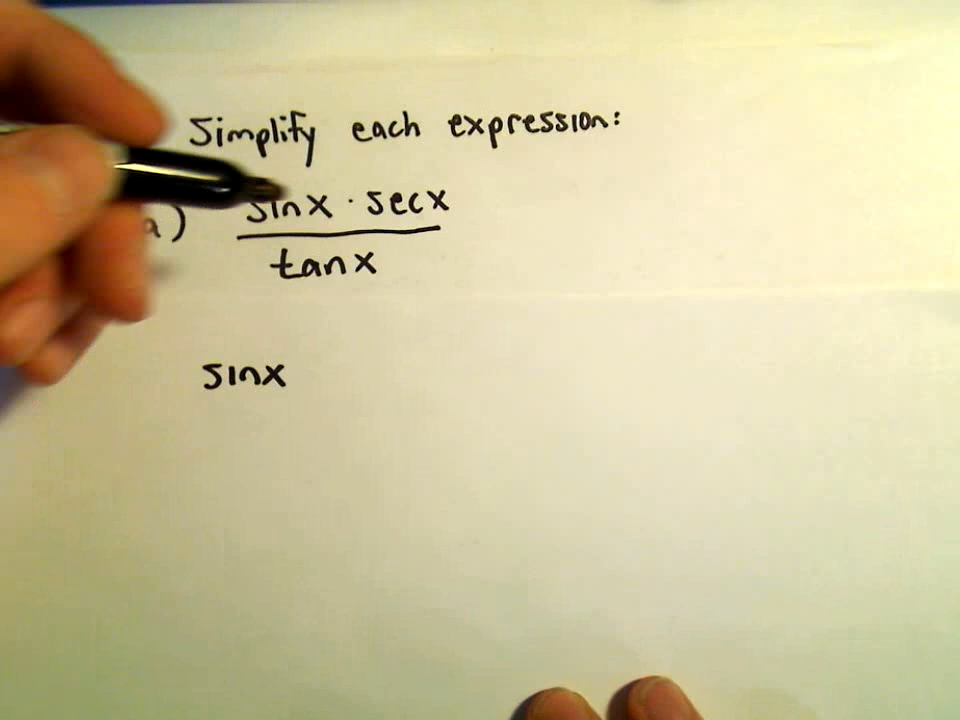 Simplify each expression:
a) sinx · secx
tanx
sinx